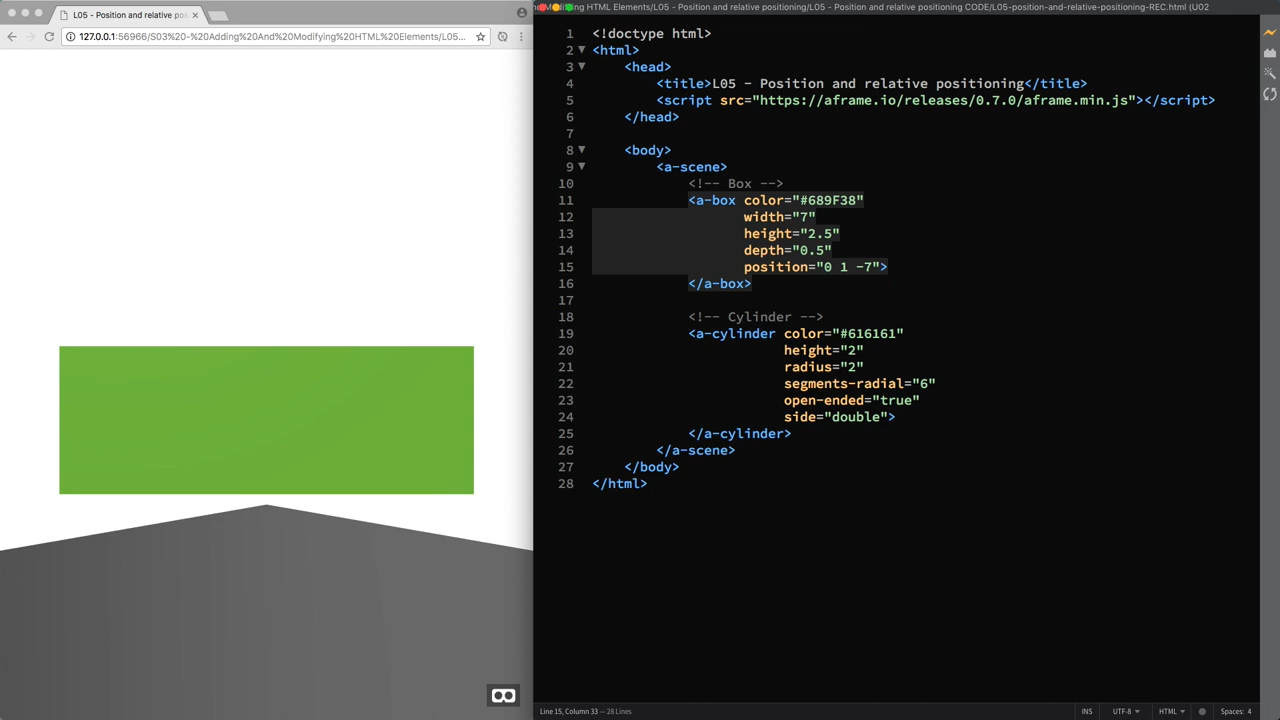 L05 - Position and relative pos
127.0.0.1:56966/S03%20-%20Adding%20And%20Modifying%20HTML%20Elements/L05...
Modifying HTML Elements/L05 - Position and relative positioning/L05 - Position and relative positioning CODE/L05-position-and-relative-positioning-REC.html (U02
1 <!doctype html>
2 <html>
3 <head>
4 <title>L05 - Position and relative positioning</title>
5 <script src="https://aframe.io/releases/0.7.0/aframe.min.js"></script>
6 </head>
7
8 <body>
9 <a-scene>
10 <!-- Box -->
11 <a-box color="#689F38"
12 width="7"
13 height="2.5"
14 depth="0.5"
15 position="0 1 -7">
16 </a-box>
17
18 <!-- Cylinder -->
19 <a-cylinder color="#616161"
20 height="2"
21 radius="2"
22 segments-radial="6"
23 open-ended="true"
24 side="double">
25 </a-cylinder>
26 </a-scene>
27 </body>
28 </html>
Line 15, Column 33 — 28 Lines
INS UTF-8 HTML Spaces: 4